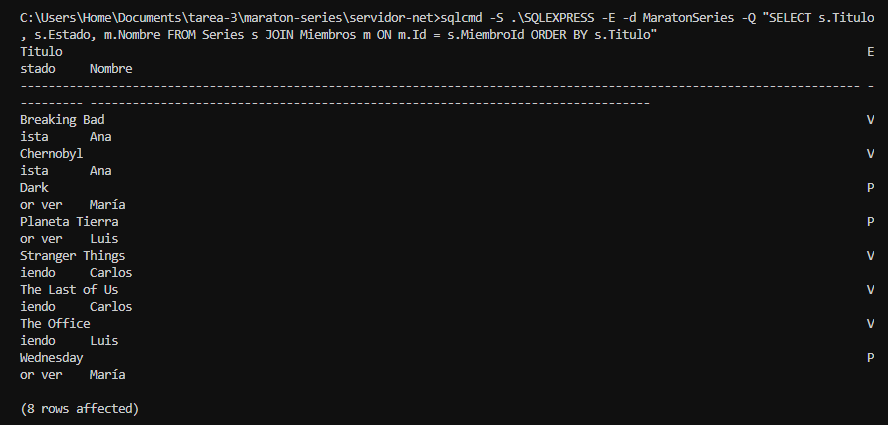 C:\Users\Home\Documents\tarea-3\maraton-series\servidor-net>sqlcmd -S .\SQLEXPRESS -E -d MaratonSeries -Q "SELECT s.Titulo
, s.Estado, m.Nombre FROM Series s JOIN Miembros m ON m.Id = s.MiembroId ORDER BY s.Titulo"
Titulo E
stado Nombre
------------------------------------------------------------------------------------------------------------------------ -
--------- --------------------------------------------------------------------------------
Breaking Bad V
ista Ana
Chernobyl V
ista Ana
Dark P
or ver María
Planeta Tierra P
or ver Luis
Stranger Things V
iendo Carlos
The Last of Us V
iendo Carlos
The Office V
iendo Luis
Wednesday P
or ver María
(8 rows affected)